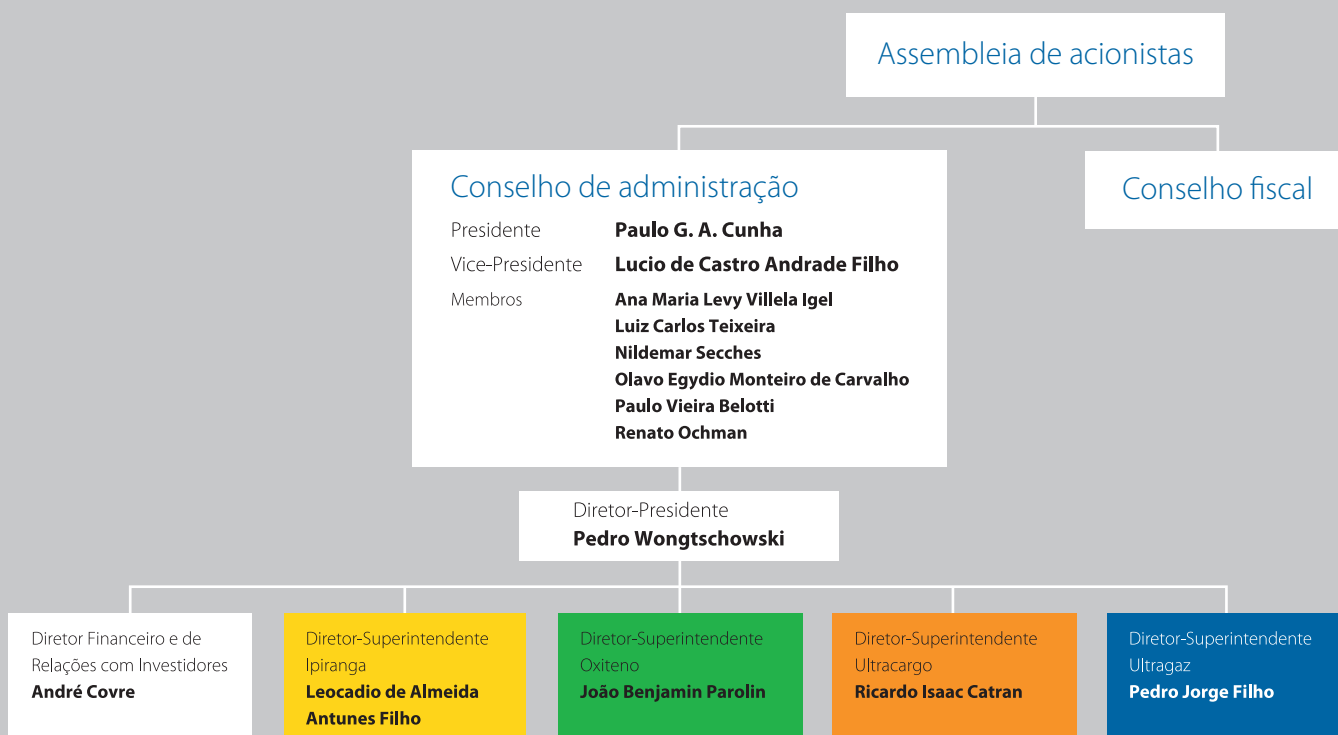 Assembleia de acionistas
Conselho de administração
Presidente Paulo G. A. Cunha
Vice-Presidente Lucio de Castro Andrade Filho
Membros Ana Maria Levy Villela Igel
Luiz Carlos Teixeira
Nildemar Secches
Olavo Egydio Monteiro de Carvalho
Paulo Vieira Belotti
Renato Ochman
Conselho fiscal
Diretor-Presidente
Pedro Wongtschowski
Diretor Financeiro e de
Relações com Investidores
André Covre
Diretor-Superintendente
Ipiranga
Leocadio de Almeida
Antunes Filho
Diretor-Superintendente
Oxiteno
João Benjamin Parolin
Diretor-Superintendente
Ultracargo
Ricardo Isaac Catran
Diretor-Superintendente
Ultragaz
Pedro Jorge Filho